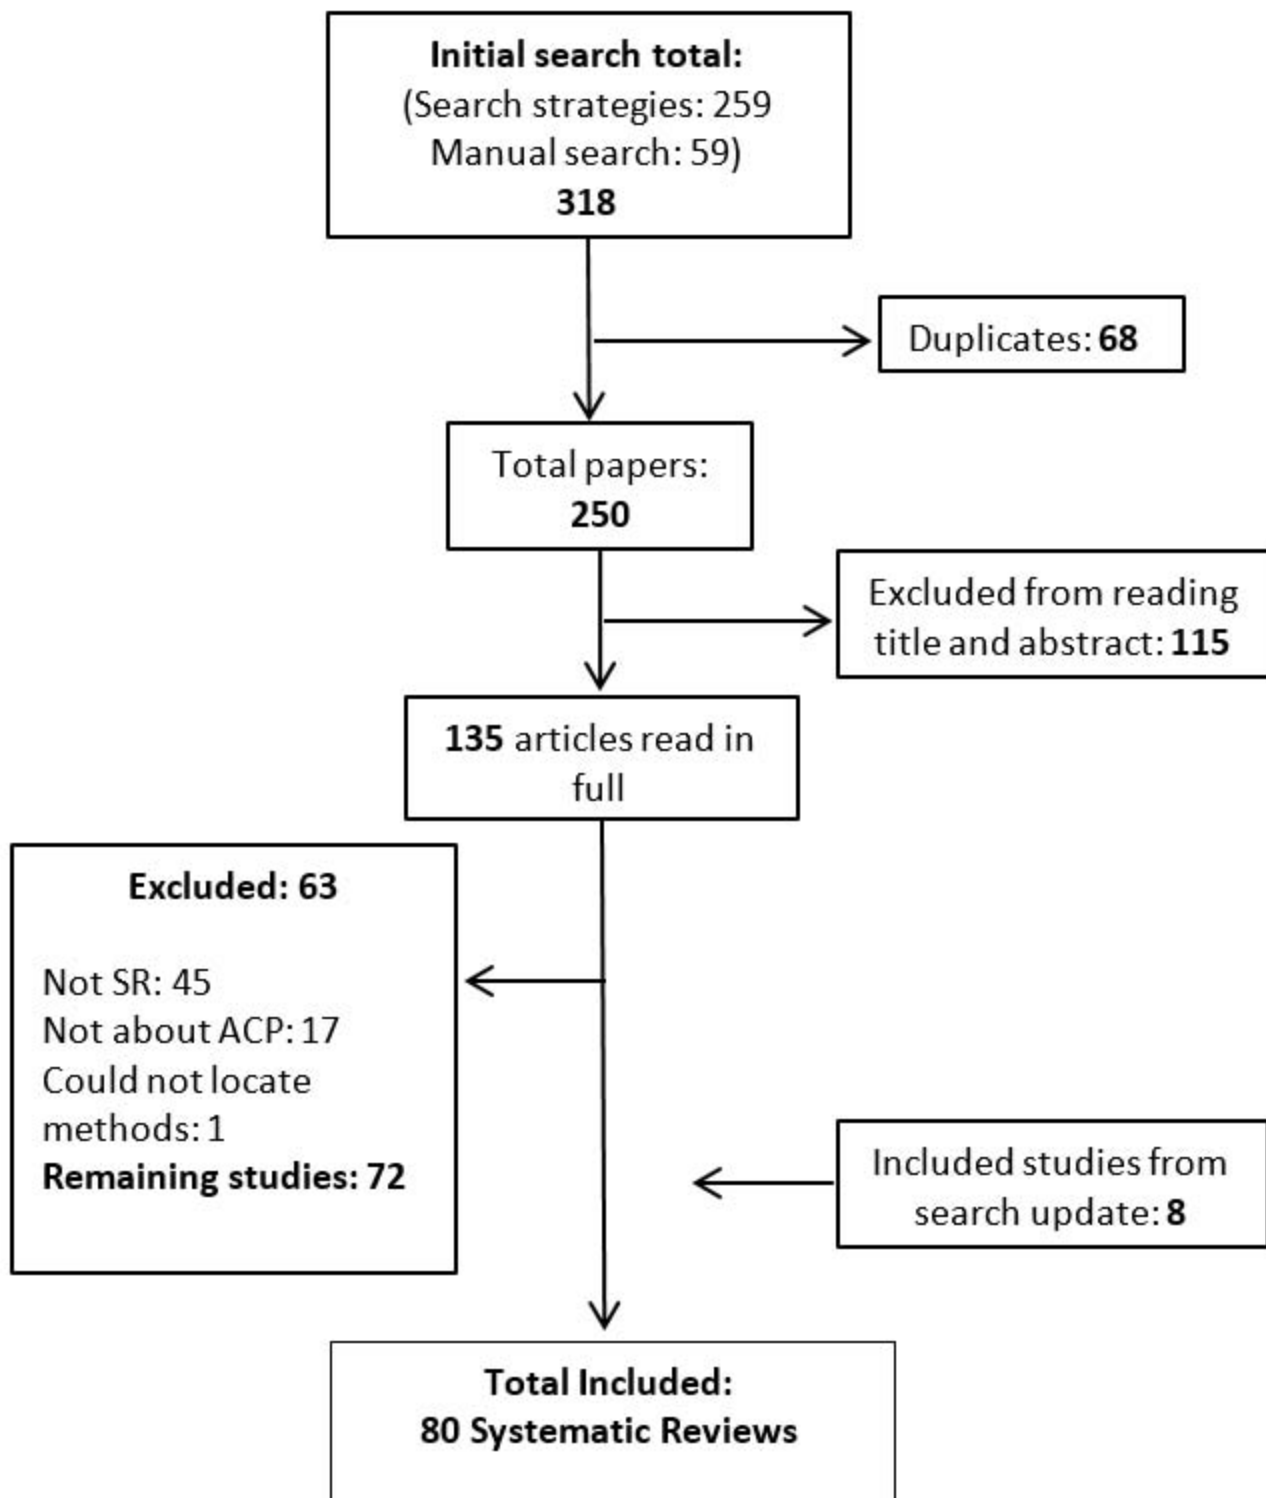 Initial search total:
(Search strategies: 259
Manual search: 59)
318
Duplicates: 68
Total papers:
250
Excluded from reading
title and abstract: 115
135 articles read in
full
Excluded: 63
Not SR: 45
Not about ACP: 17
Could not locate
methods: 1
Remaining studies: 72
Included studies from
search update: 8
Total Included:
80 Systematic Reviews